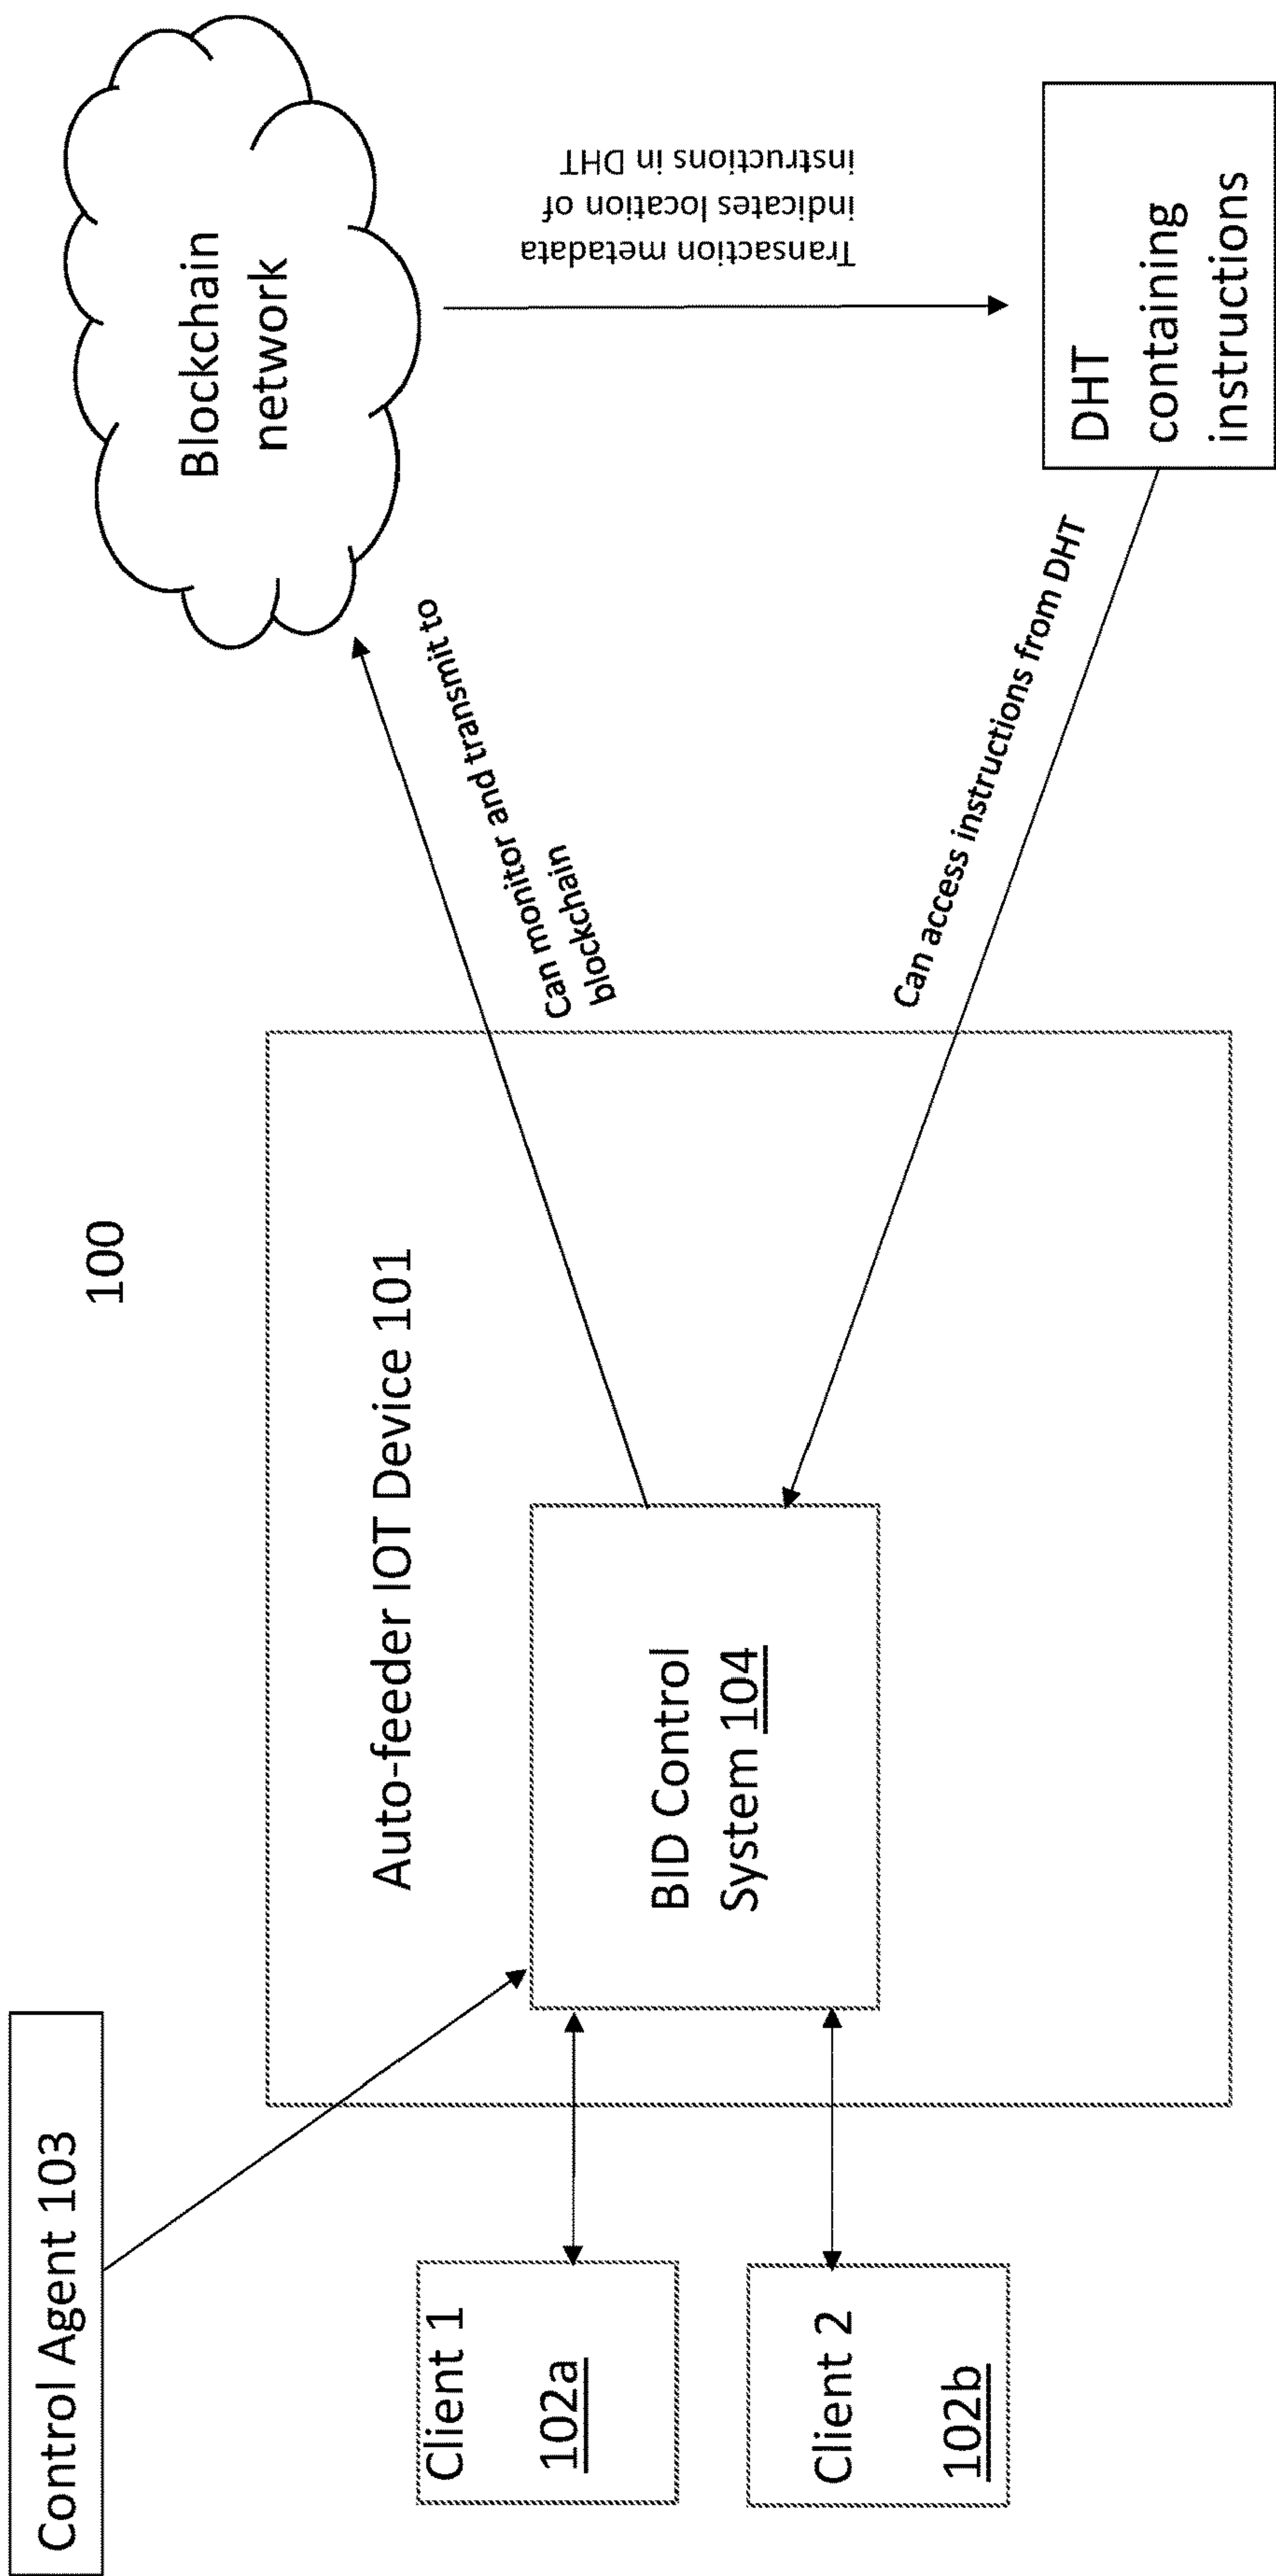 100
Control Agent 103
Auto-feeder IOT Device 101
Blockchain
network
Client 1
102a
BID Control
System 104
Can monitor and transmit to
blockchain
Transaction metadata
indicates location of
instructions in DHT
Client 2
102b
Can access instructions from DHT
DHT
containing
instructions